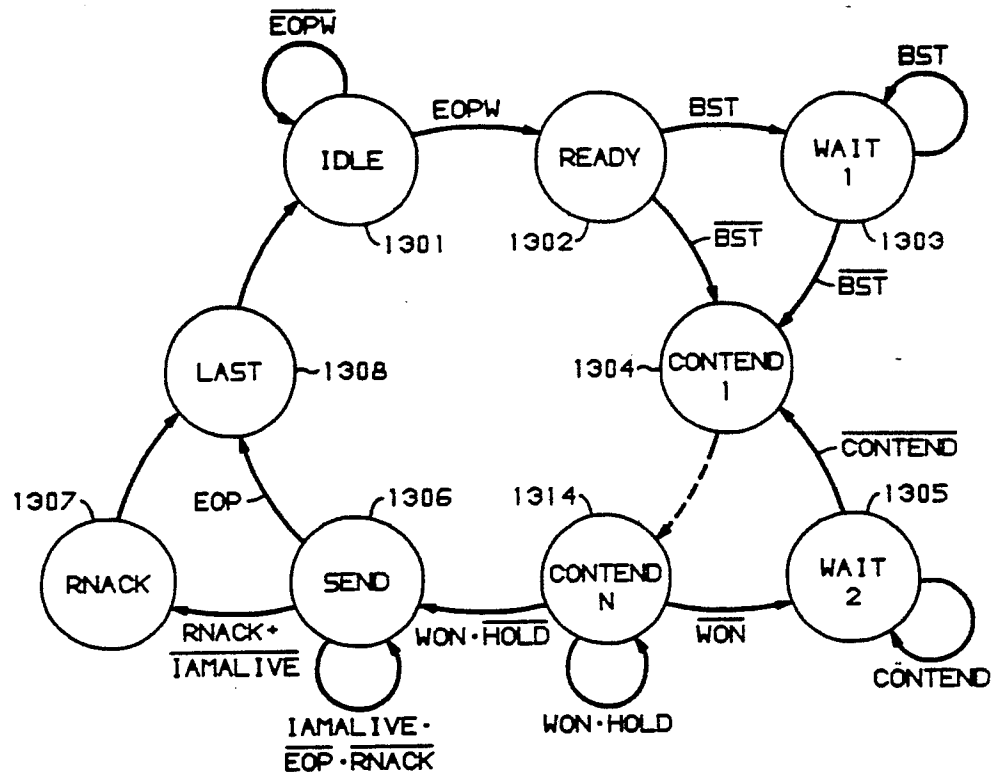 EOPW
BST
EOPW
BST
IDLE
READY
WAIT
1
1301
1302
1303
BST
BST
LAST
1308
1304
CONTEND
1
CONTEND
1307
EOP
1306
1314
1305
RNACK
SEND
CONTEND
N
WAIT
2
RNACK+
IAMALIVE
WON·HOLD
WON
CONTEND
IAMALIVE·
EOP·RNACK
WON·HOLD